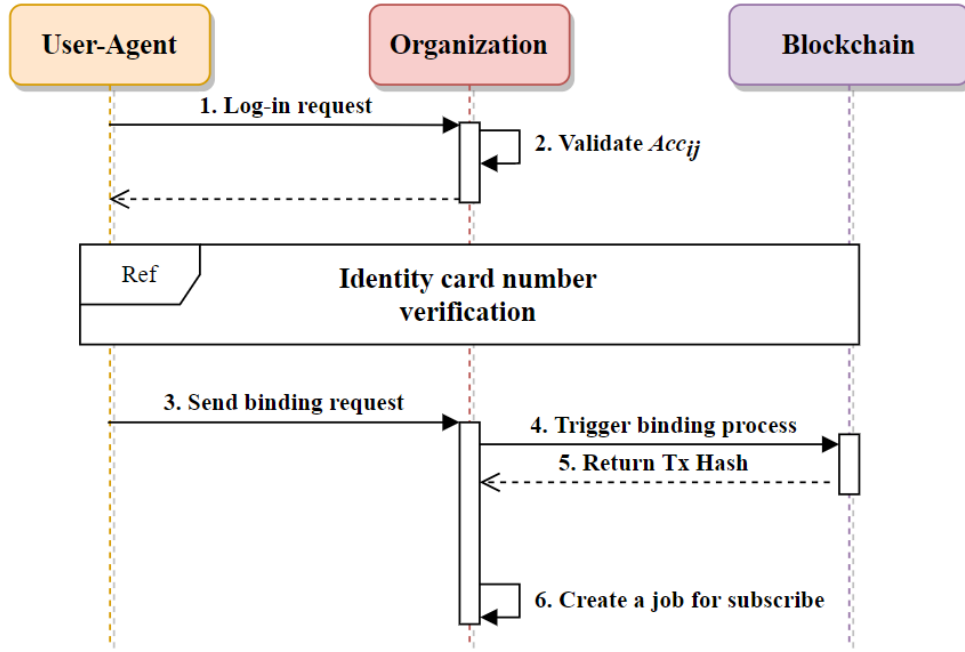 User-Agent
Organization
Blockchain
1. Log-in request
2. Validate Accij
Ref
Identity card number
verification
3. Send binding request
4. Trigger binding process
5. Return Tx Hash
6. Create a job for subscribe